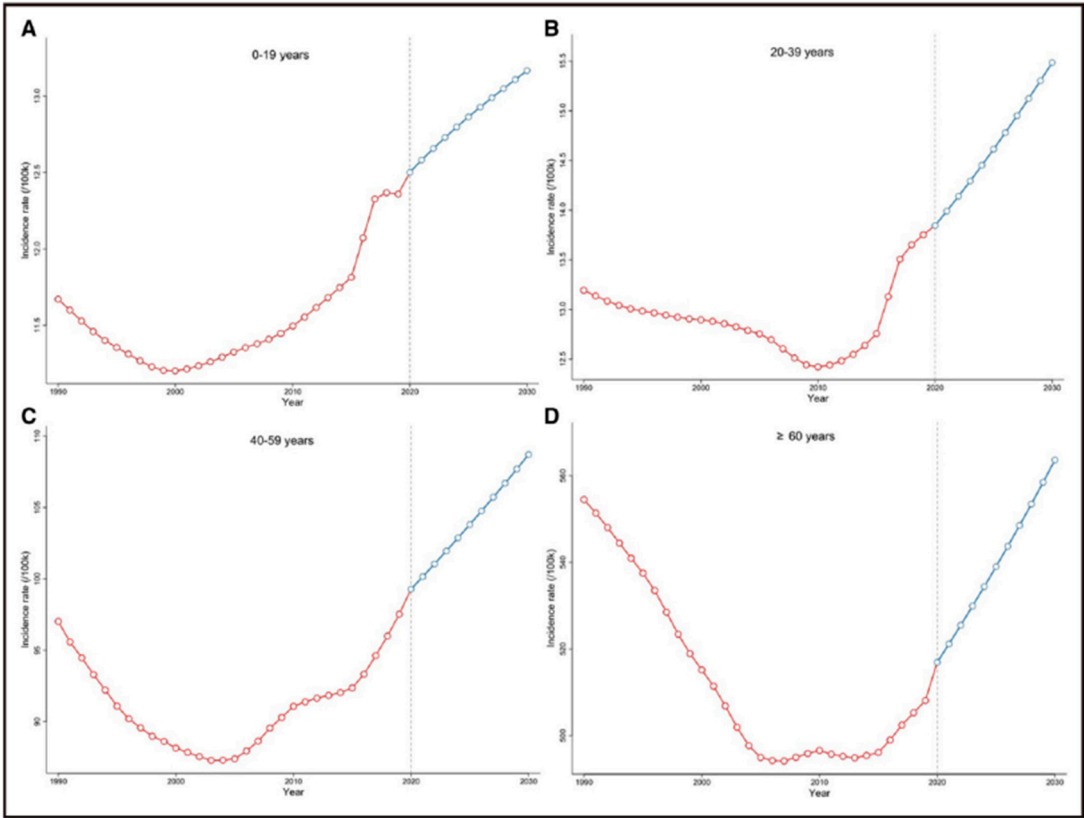 A
0-19 years
Incidence rate (/100k)
13.0
12.5
12.0
11.5
1990
2000
2010
2020
2030
Year
B
20-39 years
Incidence rate (/100k)
15.5
15.0
14.5
14.0
13.5
13.0
12.5
1990
2000
2010
2020
2030
Year
C
40-59 years
Incidence rate (/100k)
110
105
100
95
90
1990
2000
2010
2020
2030
Year
D
≥ 60 years
Incidence rate (/100k)
560
540
520
500
1990
2000
2010
2020
2030
Year